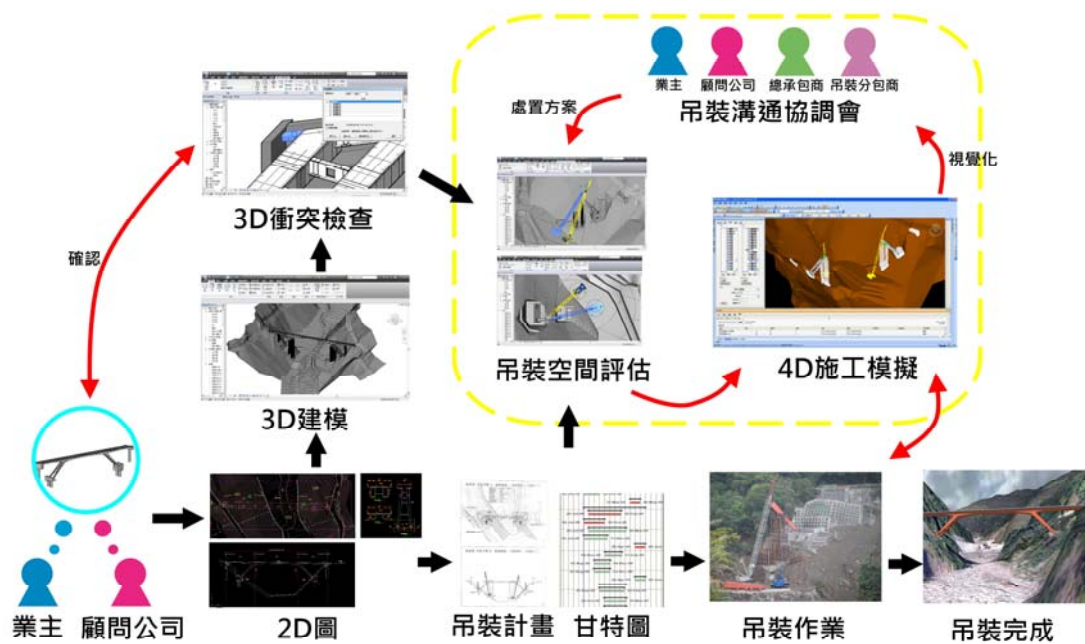 業主
顧問公司
總承包商
吊裝分包商
吊裝溝通協調會
處置方案
視覺化
3D衝突檢查
確認
吊裝空間評估
4D施工模擬
3D建模
業主
顧問公司
2D圖
吊裝計畫
甘特圖
吊裝作業
吊裝完成